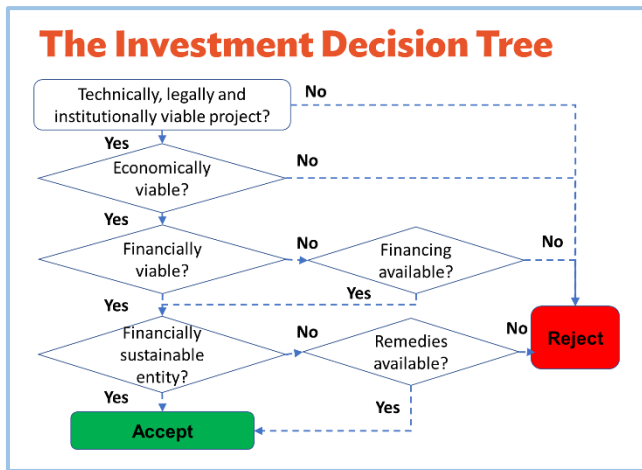 The Investment Decision Tree
Technically, legally and
institutionally viable project?
No
Yes
Economically
viable?
No
Yes
Financially
viable?
No
Financing
available?
No
Yes
Yes
Financially
sustainable
entity?
No
Remedies
available?
No
Reject
Yes
Yes
Accept